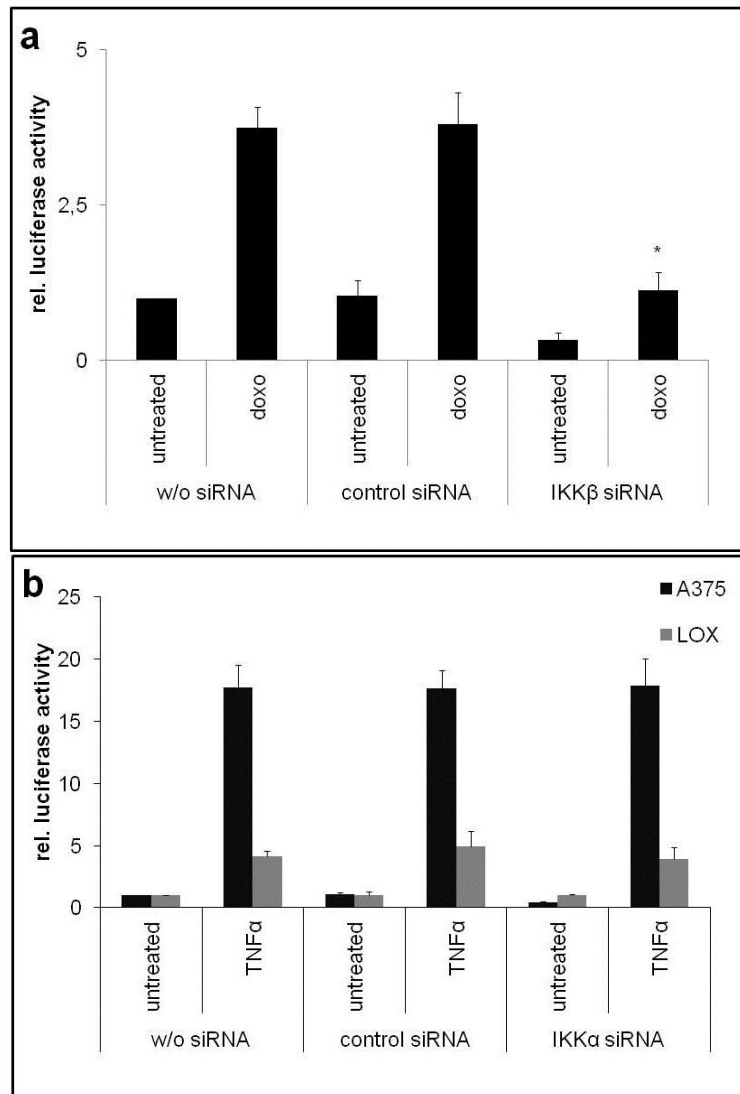 a
rel. luciferase activity
5
2,5
0
untreated
doxo
untreated
doxo
untreated
*
doxo
w/o siRNA
control siRNA
IKKβ siRNA
b
rel. luciferase activity
A375
LOX
25
20
15
10
5
0
untreated
TNFα
untreated
TNFα
untreated
TNFα
w/o siRNA
control siRNA
IKKα siRNA